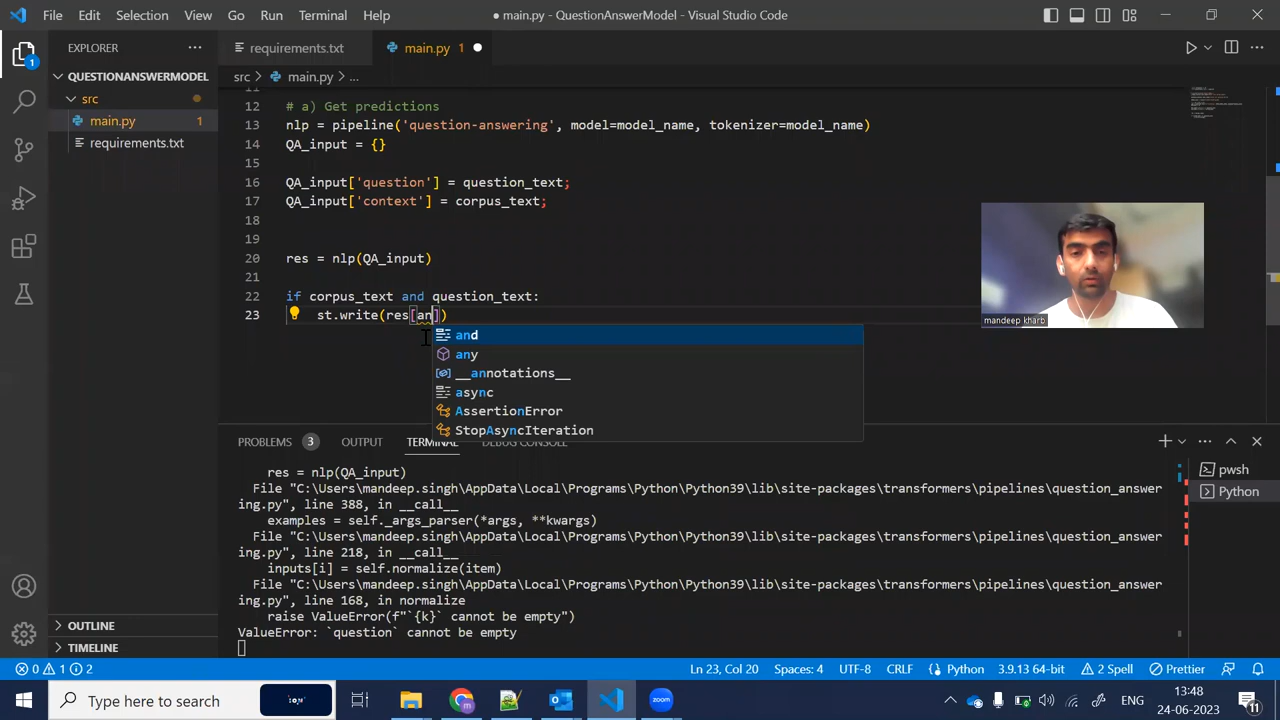 File Edit Selection View Go Run Terminal Help
main.py - QuestionAnswerModel - Visual Studio Code
EXPLORER
requirements.txt
main.py 1
QUESTIONANSWERMODEL
src > main.py > ...
src
main.py 1
requirements.txt
11
12 # a) Get predictions
13 nlp = pipeline('question-answering', model=model_name, tokenizer=model_name)
14 QA_input = {}
15
16 QA_input['question'] = question_text;
17 QA_input['context'] = corpus_text;
18
19
20 res = nlp(QA_input)
21
22 if corpus_text and question_text:
23 st.write(res[an])
and
any
__annotations__
async
AssertionError
StopAsyncIteration
mandeep kharb
PROBLEMS 3 OUTPUT TERMINAL DEBUG CONSOLE
pwsh
Python
res = nlp(QA_input)
File "C:\Users\mandeep.singh\AppData\Local\Programs\Python\Python39\lib\site-packages\transformers\pipelines\question_answer
ing.py", line 388, in __call__
examples = self._args_parser(*args, **kwargs)
File "C:\Users\mandeep.singh\AppData\Local\Programs\Python\Python39\lib\site-packages\transformers\pipelines\question_answer
ing.py", line 218, in __call__
inputs[i] = self.normalize(item)
File "C:\Users\mandeep.singh\AppData\Local\Programs\Python\Python39\lib\site-packages\transformers\pipelines\question_answer
ing.py", line 168, in normalize
raise ValueError(f"`{k}` cannot be empty")
ValueError: `question` cannot be empty
OUTLINE
TIMELINE
0 1 2 Ln 23, Col 20 Spaces: 4 UTF-8 CRLF Python 3.9.13 64-bit 2 Spell Prettier
Type here to search
ENG
13:48
24-06-2023
11